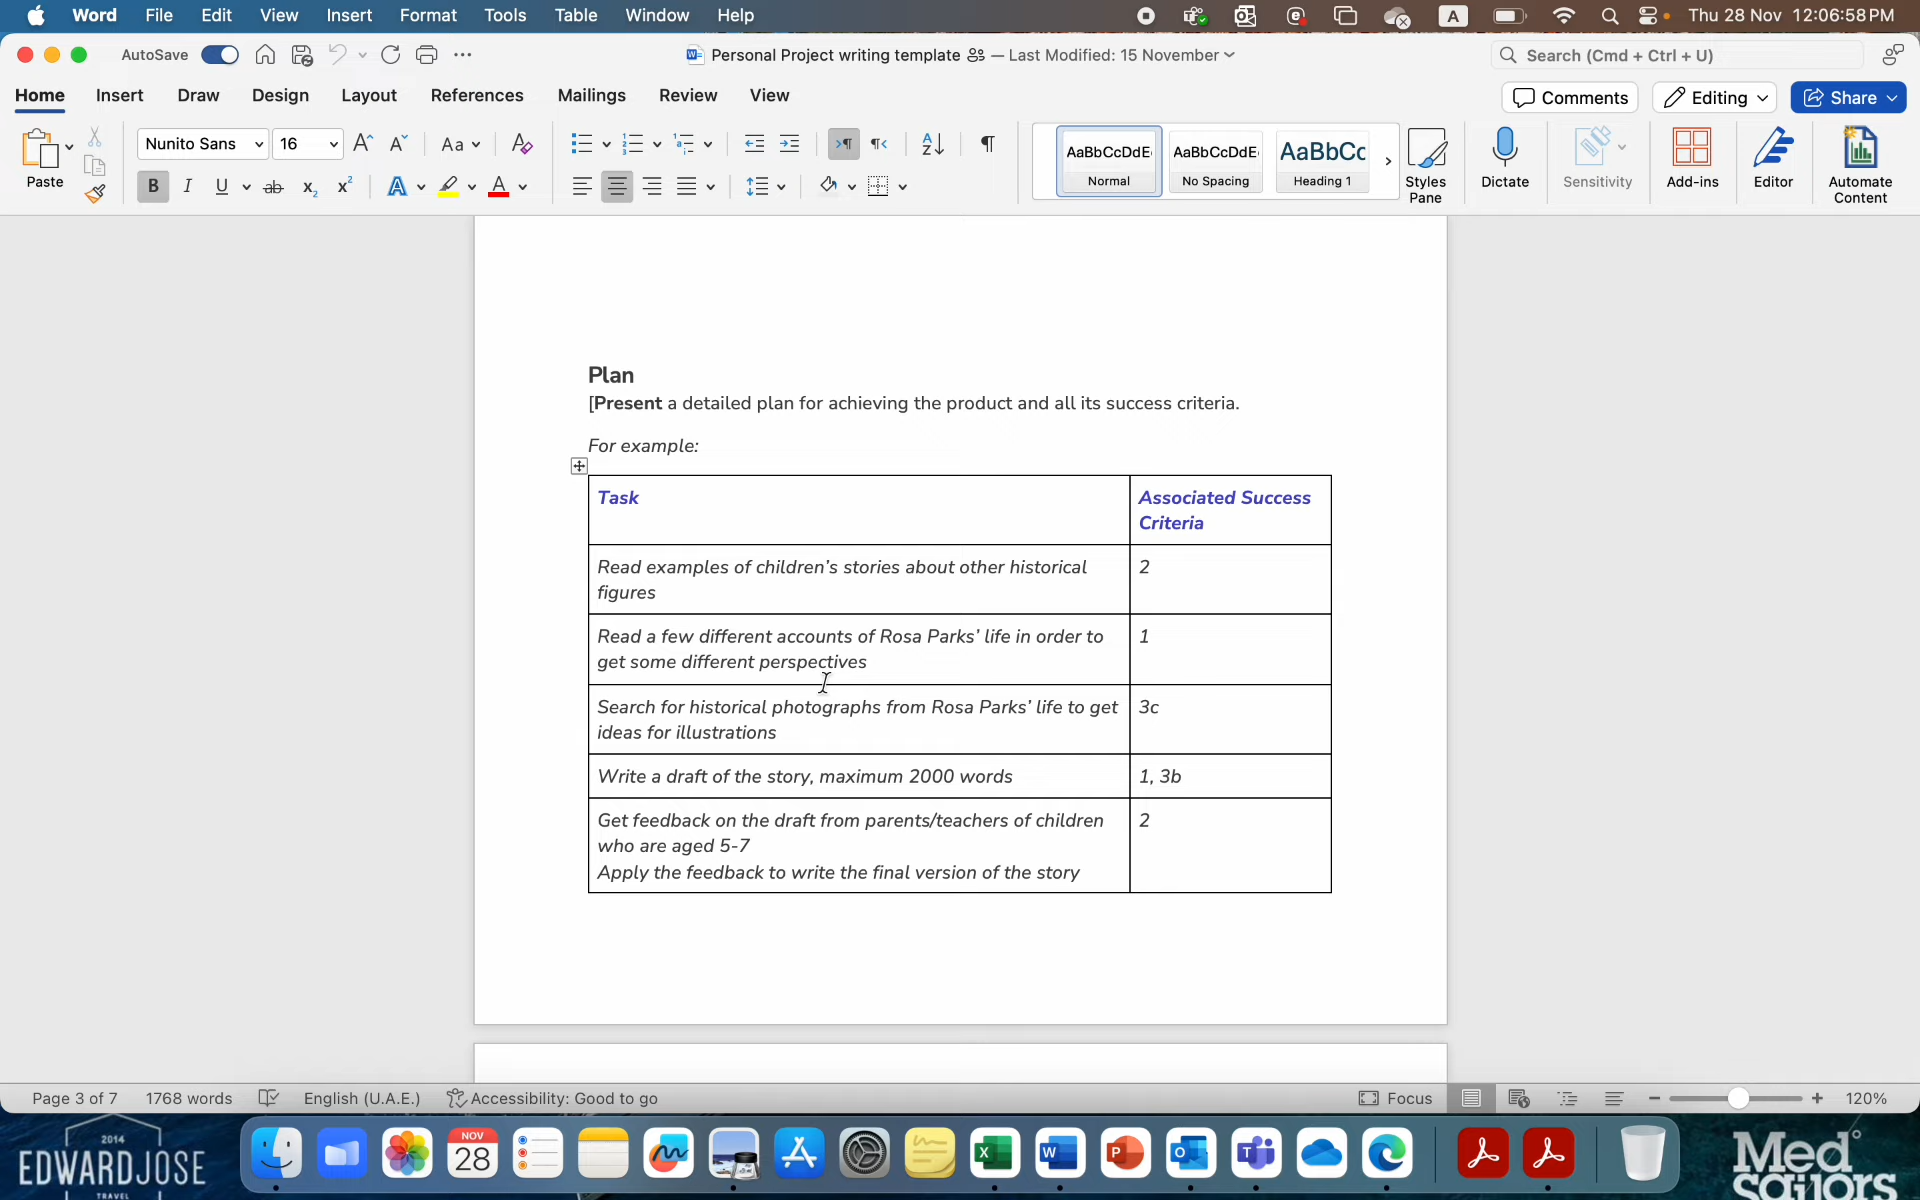 Word File Edit View Insert Format Tools Table Window Help A Thu 28 Nov 12:06:58 PM
AutoSave Personal Project writing template — Last Modified: 15 November Search (Cmd + Ctrl + U)
Home Insert Draw Design Layout References Mailings Review View Comments Editing Share
Paste Nunito Sans 16 Aa AaBbCcDdE AaBbCcDdE AaBbCc Styles Pane Dictate Sensitivity Add-ins Editor Automate Content
B I U ab x₂ x² A A Normal No Spacing Heading 1
Plan
[Present a detailed plan for achieving the product and all its success criteria.
For example:
Task Associated Success
Criteria
Read examples of children’s stories about other historical 2
figures
Read a few different accounts of Rosa Parks’ life in order to 1
get some different perspectives
Search for historical photographs from Rosa Parks’ life to get 3c
ideas for illustrations
Write a draft of the story, maximum 2000 words 1, 3b
Get feedback on the draft from parents/teachers of children 2
who are aged 5-7
Apply the feedback to write the final version of the story
Page 3 of 7 1768 words English (U.A.E.) Accessibility: Good to go Focus 120%
2014
EDWARDJOSE
TRAVEL
NOV
28
X W P O T
Med
sailors